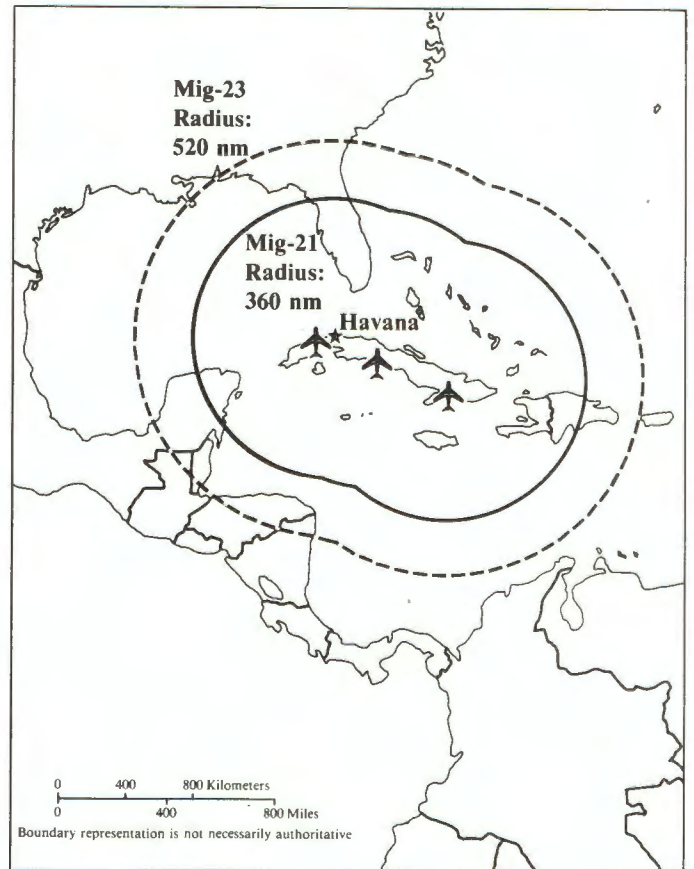 Mig-23
Radius:
520 nm
Mig-21
Radius:
360 nm
Havana
0 400 800 Kilometers
0 400 800 Miles
Boundary representation is not necessarily authoritative